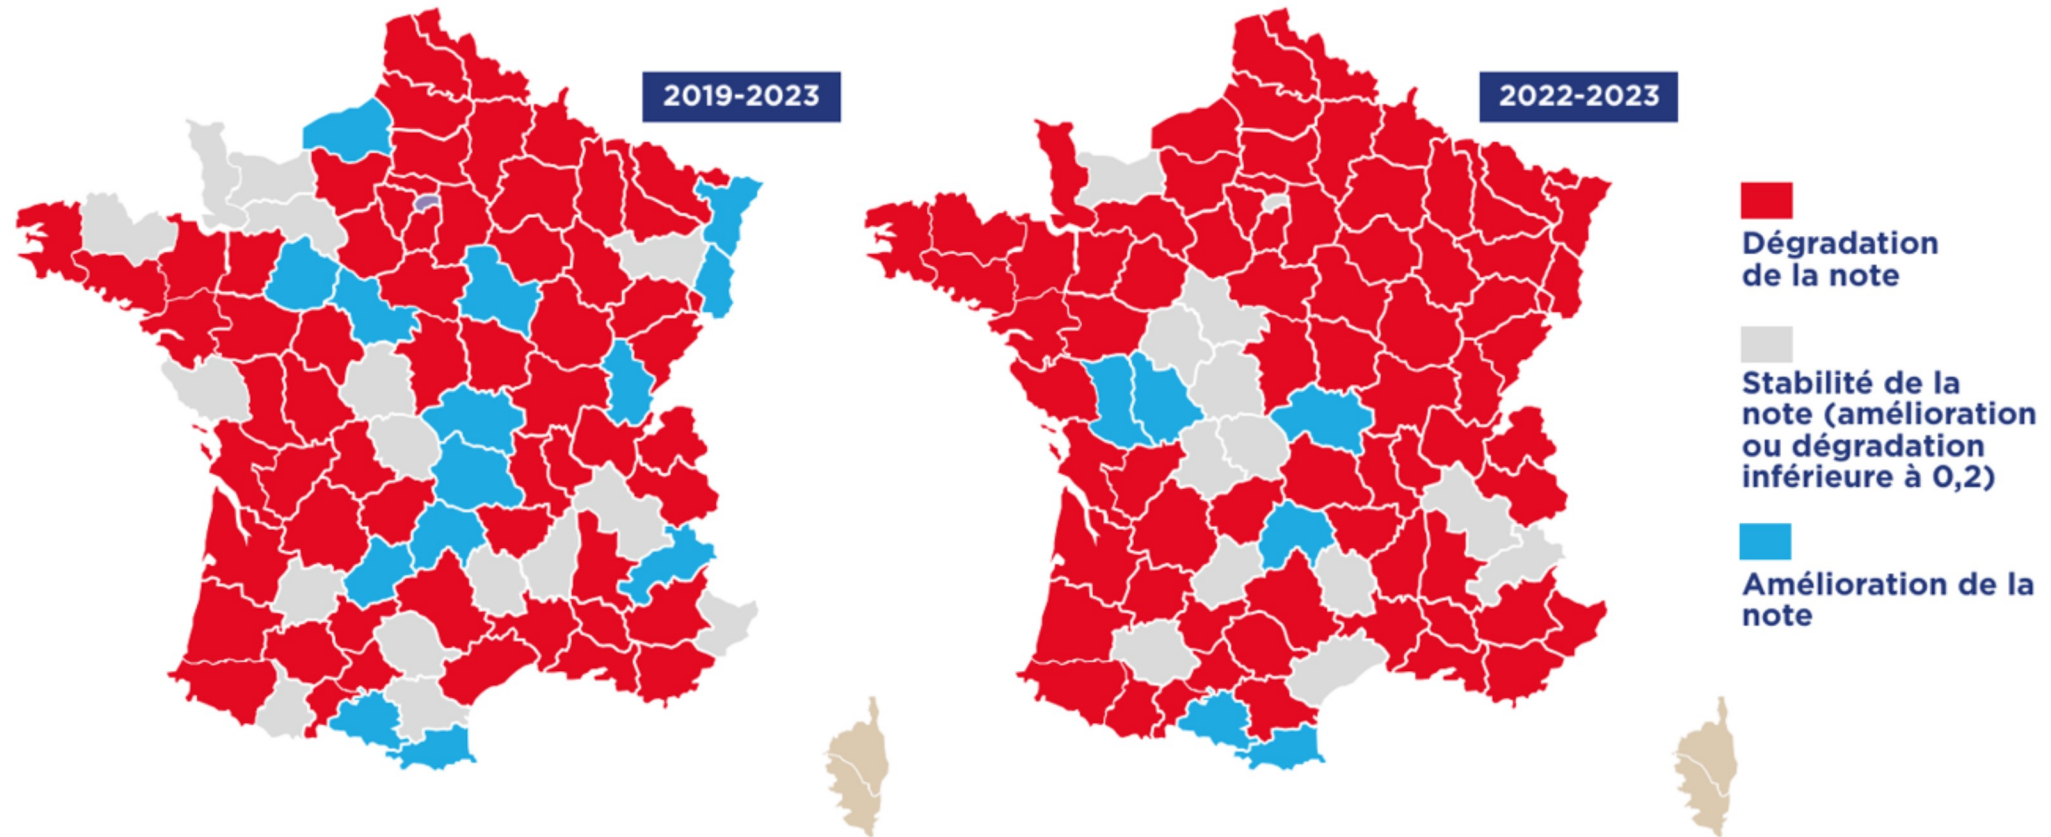 2019-2023
2022-2023
Dégradation
de la note
Stabilité de la
note (amélioration
ou dégradation
inférieure à 0,2)
Amélioration de la
note